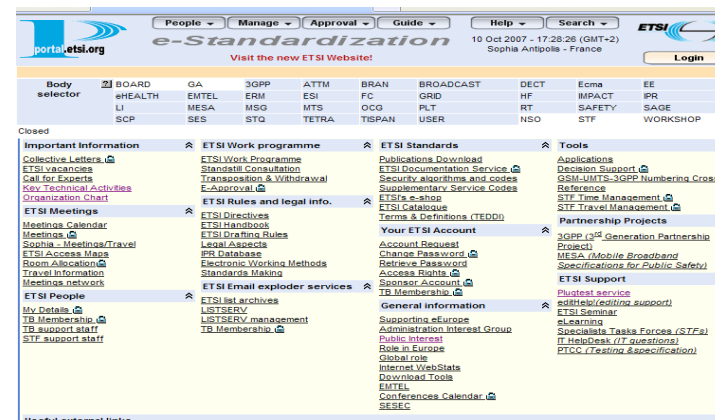 People Manage Approval Guide Help Search
portal.etsi.org
e-Standardization
10 Oct 2007 - 17:28:26 (GMT+2)
Sophia Antipolis - France
ETSI
Visit the new ETSI Website!
Login
Body selector
BOARD GA 3GPP ATTM BRAN BROADCAST DECT Ecma EE
eHEALTH EMTEL ERM ESI FC GRID HF IMPACT IPR
LI MESA MSG MTS OCG PLT RT SAFETY SAGE
SCP SES STQ TETRA TISPAN USER NSO STF WORKSHOP
Closed
Important Information
Collective Letters
ETSI vacancies
Call for Experts
Key Technical Activities
Organization Chart
ETSI Meetings
Meetings Calendar
Meetings
Sophia - Meetings/Travel
ETSI Access Maps
Room Allocation
Travel Information
Meetings network
ETSI People
My Details
TB Membership
TB support staff
STF support staff
ETSI Work programme
ETSI Work Programme
Standstill Consultation
Transposition & Withdrawal
E-Approval
ETSI Rules and legal info.
ETSI Directives
ETSI Handbook
ETSI Drafting Rules
Legal Aspects
IPR Database
Electronic Working Methods
Standards Making
ETSI Email exploder services
ETSI list archives
LISTSERV
LISTSERV management
TB Membership
ETSI Standards
Publications Download
ETSI Documentation Service
Security algorithms and codes
Supplementary Service Codes
ETSI's e-shop
ETSI Catalogue
Terms & Definitions (TEDDI)
Your ETSI Account
Account Request
Change Password
Retrieve Password
Access Rights
Sponsor Account
TB Membership
General information
Supporting eEurope
Administration Interest Group
Public Interest
Role in Europe
Global role
Internet WebStats
Download Tools
EMTEL
Conferences Calendar
SESEC
Tools
Applications
Decision Support
GSM-UMTS-3GPP Numbering Cross
Reference
STF Time Management
STF Travel Management
Partnership Projects
3GPP (3rd Generation Partnership
Project)
MESA (Mobile Broadband
Specifications for Public Safety)
ETSI Support
Plugtest service
editHelp!(editing support)
ETSI Seminar
eLearning
Specialists Tasks Forces (STFs)
IT HelpDesk (IT questions)
PTCC (Testing &specification)
Useful external links